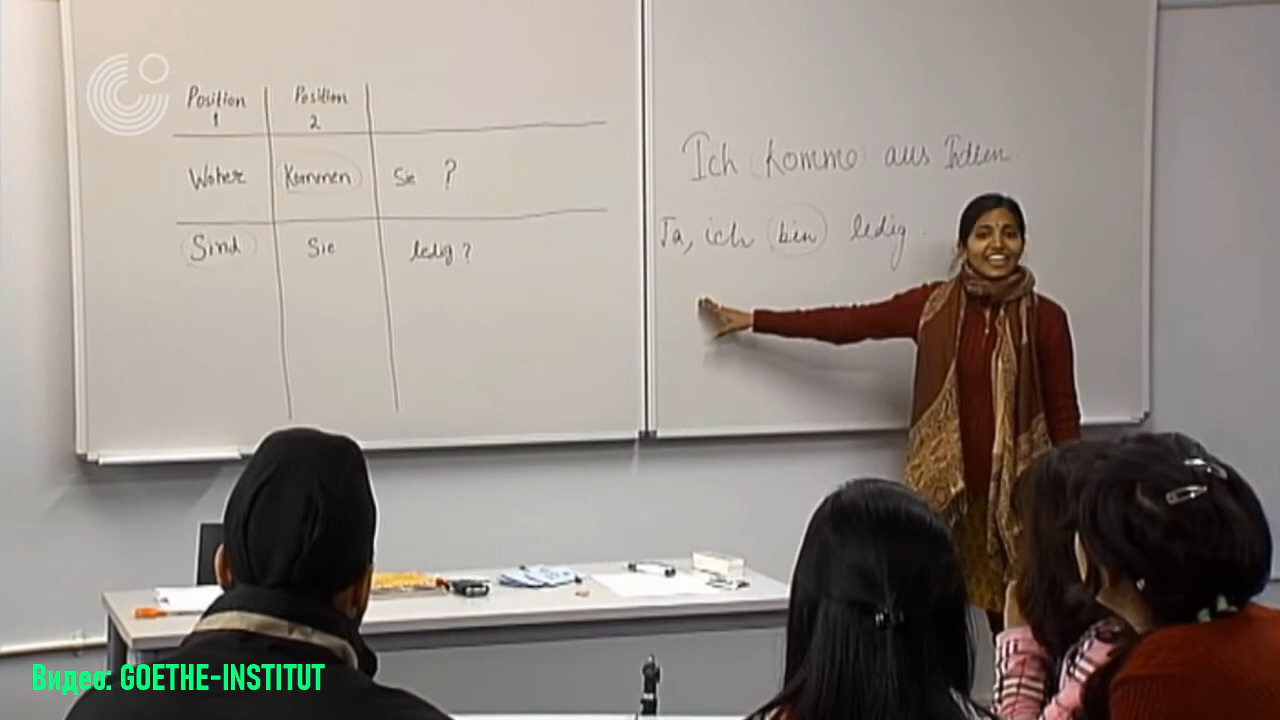 Position Position
1 2
Woher Kommen Sie ?
Sind Sie ledig ?
Ich komme aus Indien
Ja, ich bin ledig .
Видео: GOETHE-INSTITUT